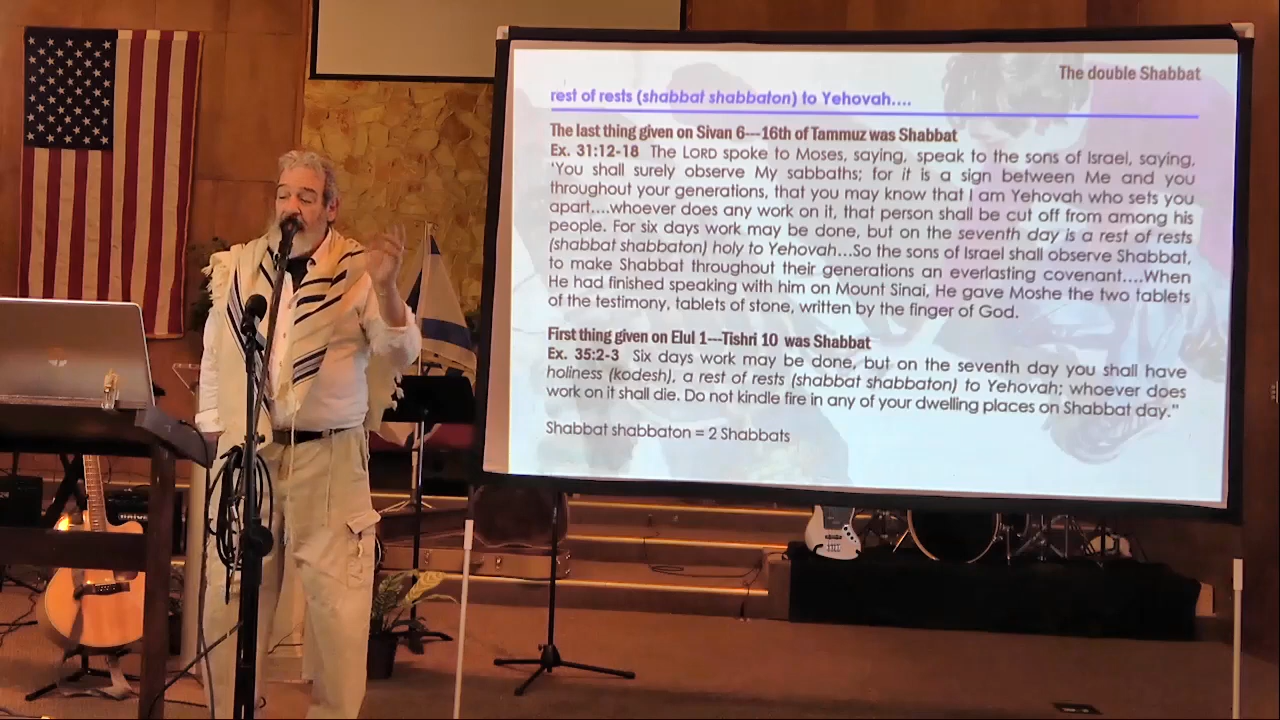 The double Shabbat
rest of rests (shabbat shabbaton) to Yehovah....
The last thing given on Sivan 6---16th of Tammuz was Shabbat
Ex. 31:12-18 The LORD spoke to Moses, saying, speak to the sons of Israel, saying,
'You shall surely observe My sabbaths; for it is a sign between Me and you
throughout your generations, that you may know that I am Yehovah who sets you
apart....whoever does any work on it, that person shall be cut off from among his
people. For six days work may be done, but on the seventh day is a rest of rests
(shabbat shabbaton) holy to Yehovah....So the sons of Israel shall observe Shabbat,
to make Shabbat throughout their generations an everlasting covenant....When
He had finished speaking with him on Mount Sinai, He gave Moshe the two tablets
of the testimony, tablets of stone, written by the finger of God.
First thing given on Elul 1---Tishri 10 was Shabbat
Ex. 35:2-3 Six days work may be done, but on the seventh day you shall have
holiness (kodesh), a rest of rests (shabbat shabbaton) to Yehovah; whoever does
work on it shall die. Do not kindle fire in any of your dwelling places on Shabbat day."
Shabbat shabbaton = 2 Shabbats